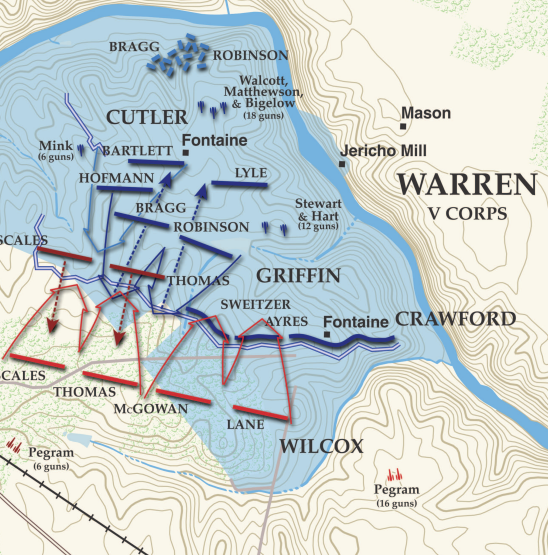 BRAGG
ROBINSON
Walcott,
Matthewson,
& Bigelow
(18 guns)
CUTLER
Mason
Mink
(6 guns)
Fontaine
BARTLETT
Jericho Mill
HOFMANN
LYLE
WARREN
V CORPS
BRAGG
Stewart
& Hart
(12 guns)
ROBINSON
SCALES
THOMAS
GRIFFIN
SWEITZER
AYRES
Fontaine
CRAWFORD
SCALES
THOMAS
McGOWAN
LANE
WILCOX
Pegram
(6 guns)
Pegram
(16 guns)